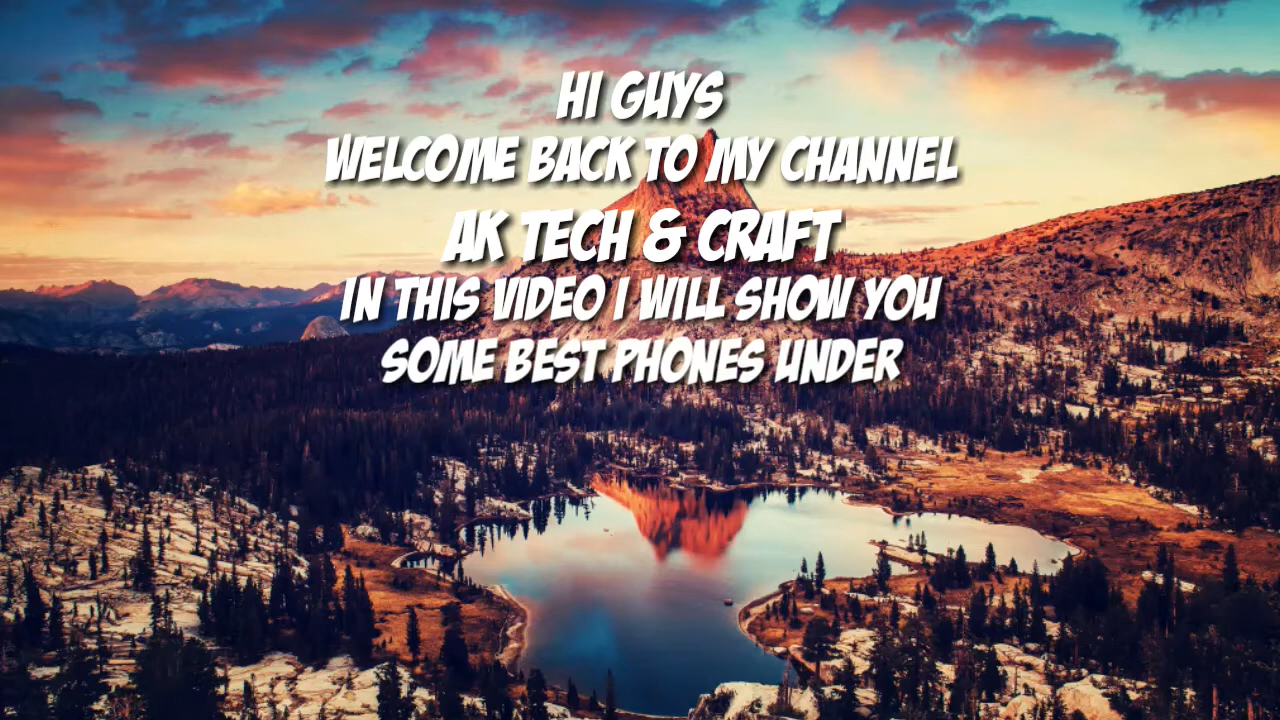 HI GUYS
WELCOME BACK TO MY CHANNEL
AK TECH & CRAFT
IN THIS VIDEO I WILL SHOW YOU
SOME BEST PHONES UNDER